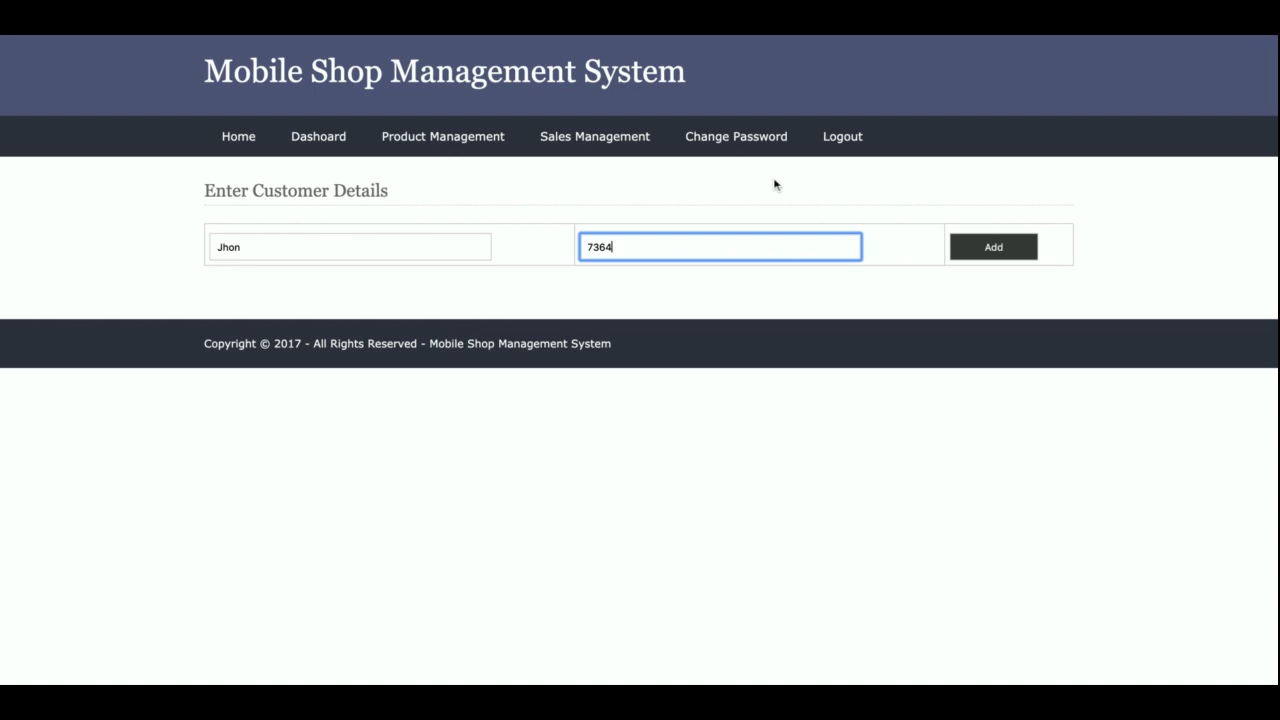 Mobile Shop Management System
Home Dashoard Product Management Sales Management Change Password Logout
Enter Customer Details
Jhon 7364 Add
Copyright © 2017 - All Rights Reserved - Mobile Shop Management System